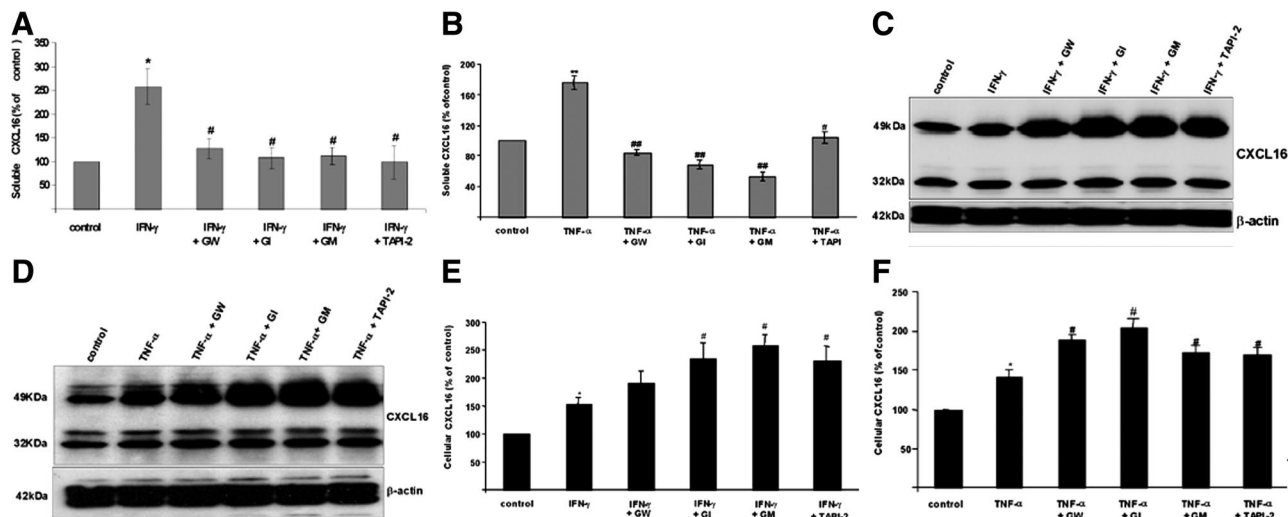 A
Soluble CXCL16 (% of control)
350
300
250
200
150
100
50
*
#
#
#
#
control
IFN-γ
IFN-γ + GW
IFN-γ + GI
IFN-γ + GM
IFN-γ + TAPI-2
B
Soluble CXCL16 (% of control)
200
160
120
80
40
**
##
##
##
#
control
TNF-α
TNF-α + GW
TNF-α + GI
TNF-α + GM
TNF-α + TAPI
C
control
IFN-γ
IFN-γ + GW
IFN-γ + GI
IFN-γ + GM
IFN-γ + TAPI-2
49kDa
CXCL16
32kDa
42kDa
β-actin
D
control
TNF-α
TNF-α + GW
TNF-α + GI
TNF-α + GM
TNF-α + TAPI-2
49KDa
CXCL16
32KDa
42kDa
β-actin
E
Cellular CXCL16 (% of control)
300
250
200
150
100
50
*
#
#
#
control
IFN-γ
IFN-γ + GW
IFN-γ + GI
IFN-γ + GM
IFN-γ + TAPI-2
F
Cellular CXCL16 (% of control)
250
200
150
100
50
0
*
#
#
#
#
control
TNF-α
TNF-α + GW
TNF-α + GI
TNF-α + GM
TNF-α + TAPI-2